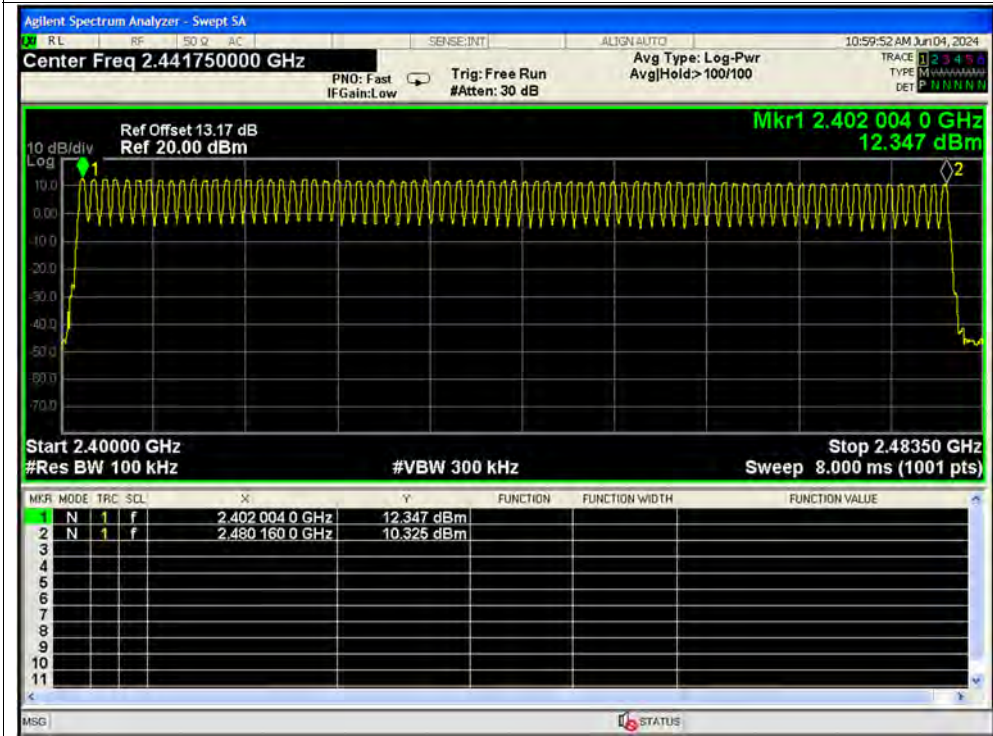 Agilent Spectrum Analyzer - Swept SA
RL RF 50 Ω AC SENSE:INT ALIGN AUTO 10:59:52 AM Jun 04, 2024
Center Freq 2.441750000 GHz
PNO: Fast Trig: Free Run Avg Type: Log-Pwr TRACE 1 2 3 4 5 6
IFGain:Low #Atten: 30 dB Avg|Hold:> 100/100 TYPE M
DET P N N N N N
Mkr1 2.402 004 0 GHz
12.347 dBm
Ref Offset 13.17 dB
10 dB/div Ref 20.00 dBm
Log
1
2
10.0
0.00
-10.0
-20.0
-30.0
-40.0
-50.0
-60.0
-70.0
Start 2.40000 GHz Stop 2.48350 GHz
#Res BW 100 kHz #VBW 300 kHz Sweep 8.000 ms (1001 pts)
MKR MODE TRC SCL X Y FUNCTION FUNCTION WIDTH FUNCTION VALUE
1 N 1 f 2.402 004 0 GHz 12.347 dBm
2 N 1 f 2.480 160 0 GHz 10.325 dBm
3
4
5
6
7
8
9
10
11
MSG STATUS